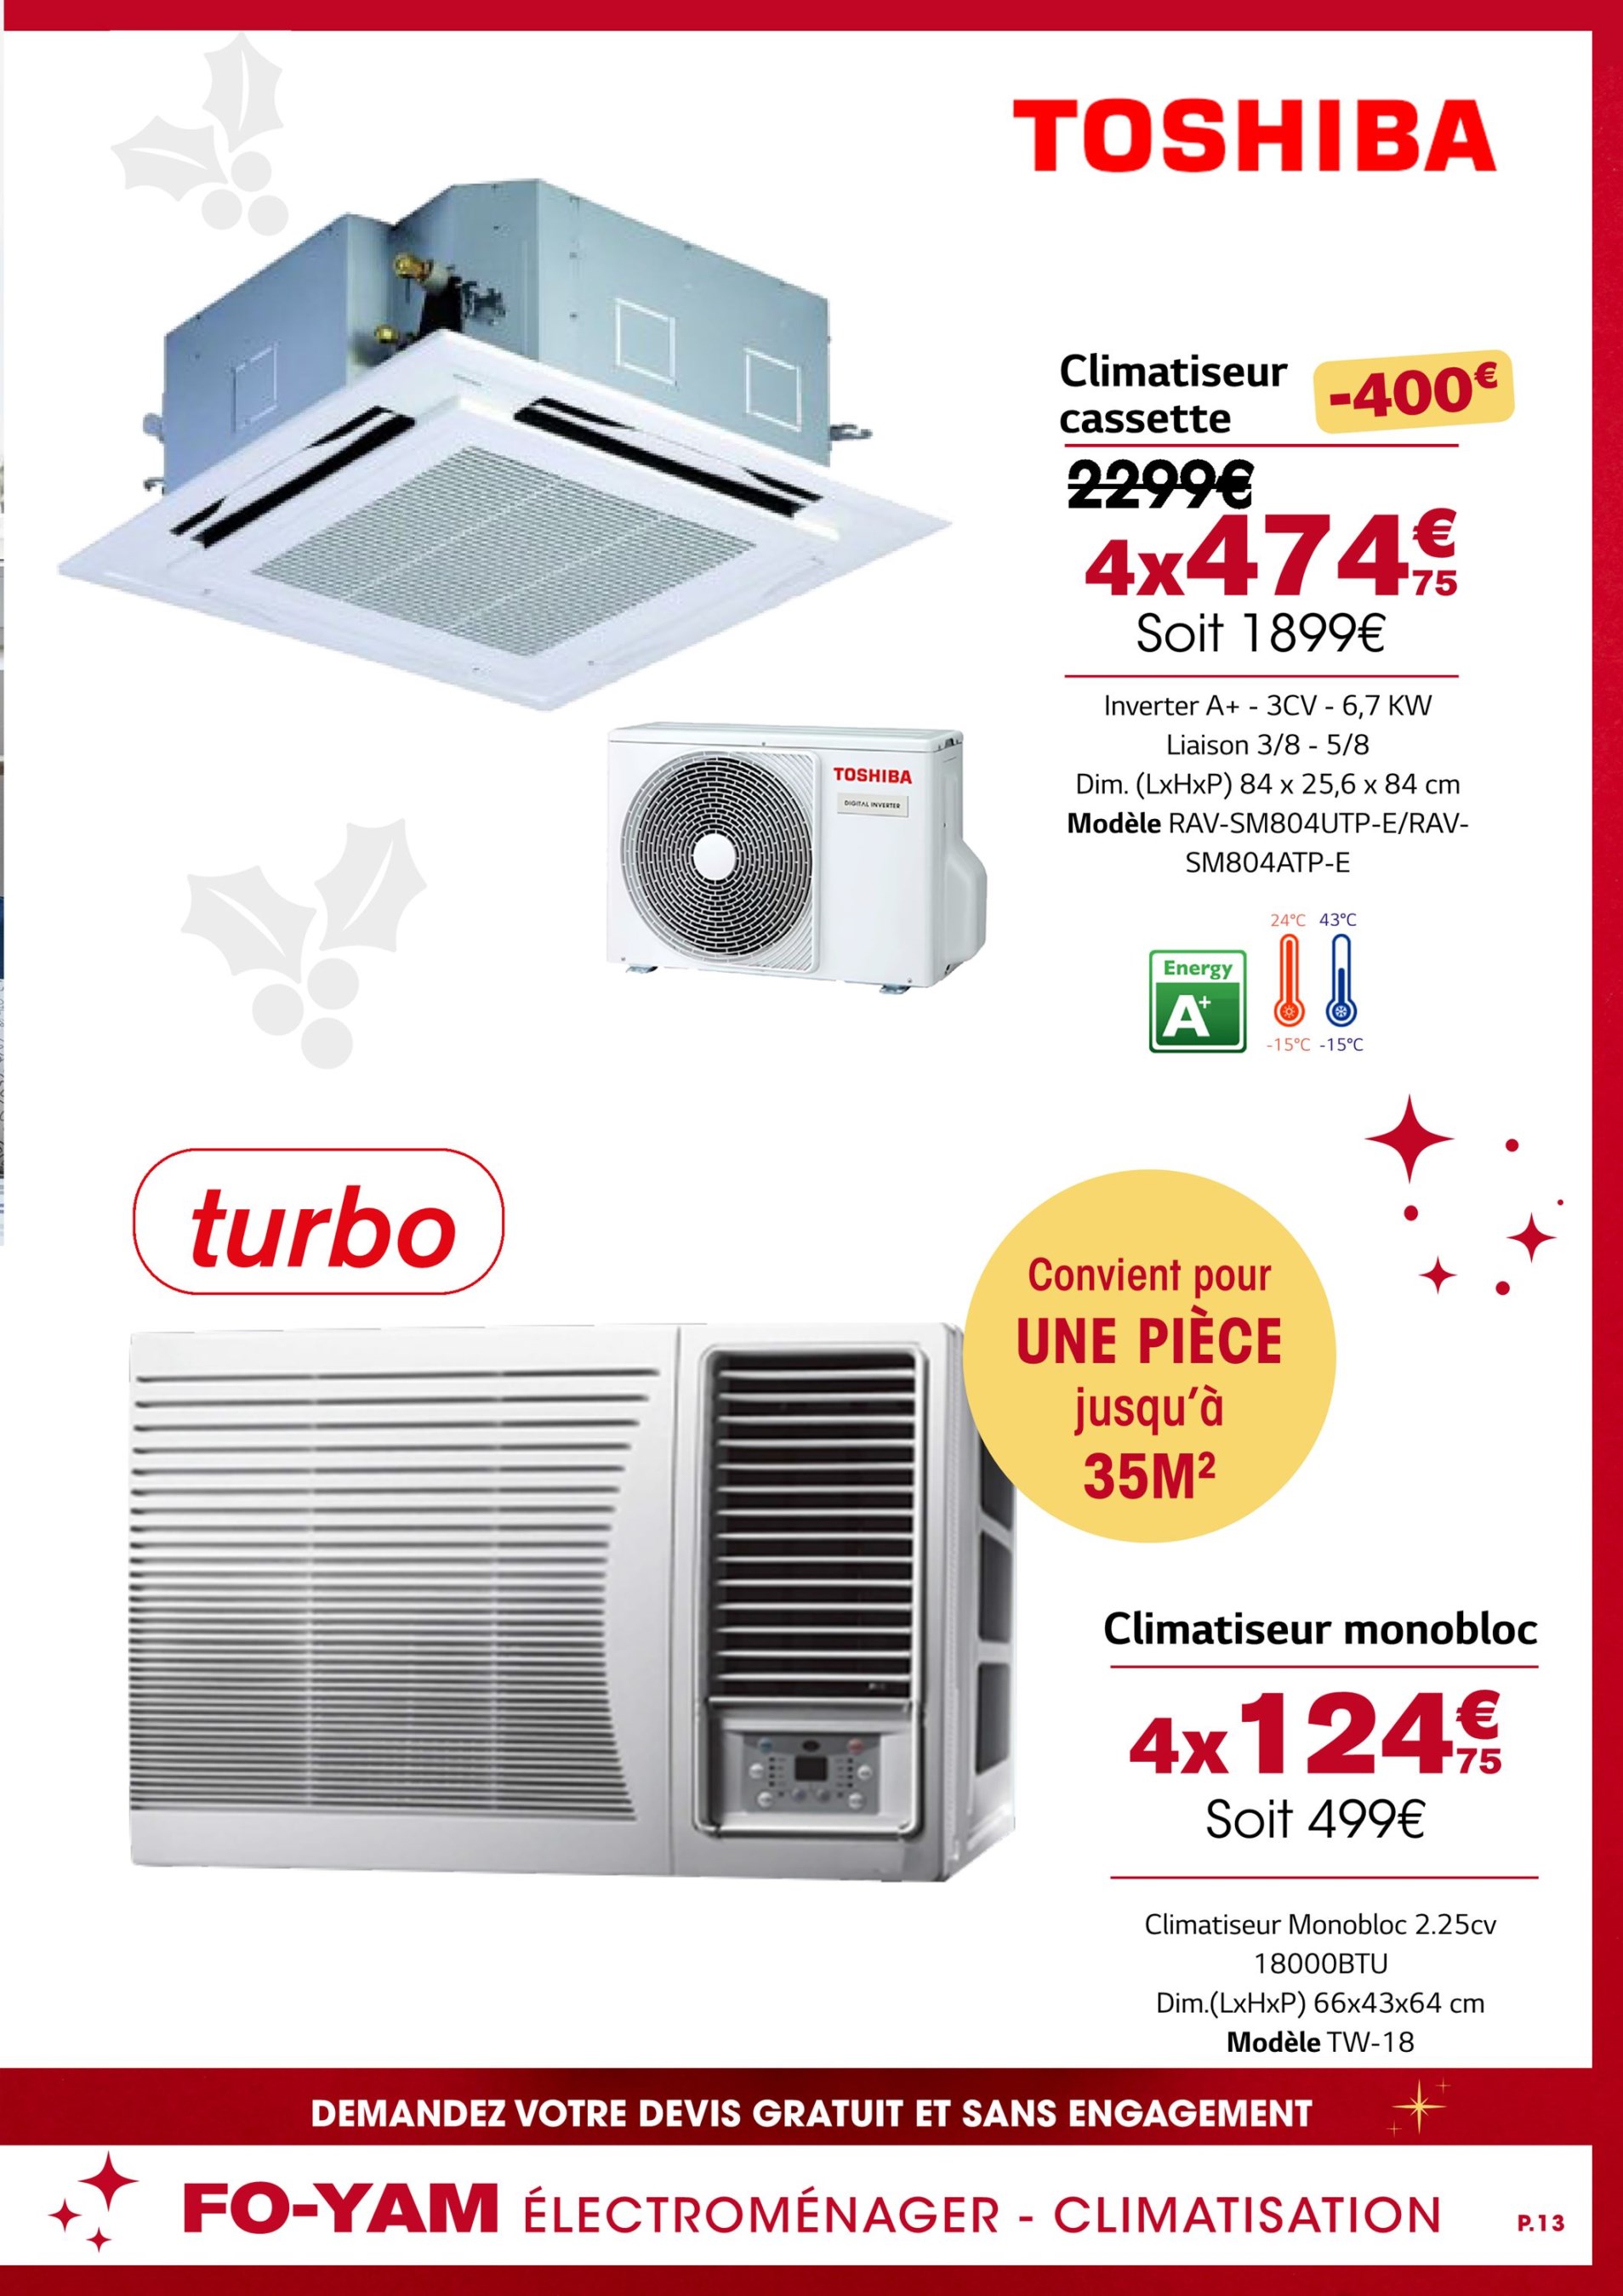 TOSHIBA
Climatiseur
cassette
-400€
2299€
4x474€75
Soit 1899€
Inverter A+ - 3CV - 6,7 KW
Liaison 3/8 - 5/8
Dim. (LxHxP) 84 x 25,6 x 84 cm
Modèle RAV-SM804UTP-E/RAV-
SM804ATP-E
TOSHIBA
DIGITAL INVERTER
24°C 43°C
Energy
A+
-15°C -15°C
turbo
Convient pour
UNE PIÈCE
jusqu'à
35M²
Climatiseur monobloc
4x124€75
Soit 499€
Climatiseur Monobloc 2.25cv
18000BTU
Dim.(LxHxP) 66x43x64 cm
Modèle TW-18
DEMANDEZ VOTRE DEVIS GRATUIT ET SANS ENGAGEMENT
FO-YAM ÉLECTROMÉNAGER - CLIMATISATION
P.13